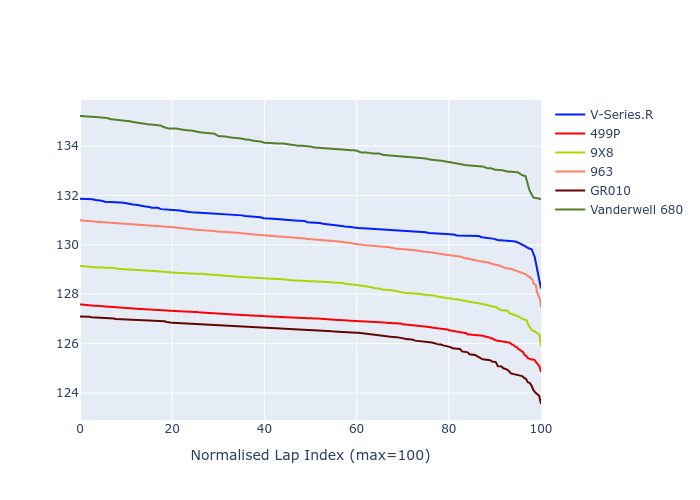 V-Series.R
499P
9X8
963
GR010
Vanderwell 680
134
132
130
128
126
124
0 20 40 60 80 100
Normalised Lap Index (max=100)